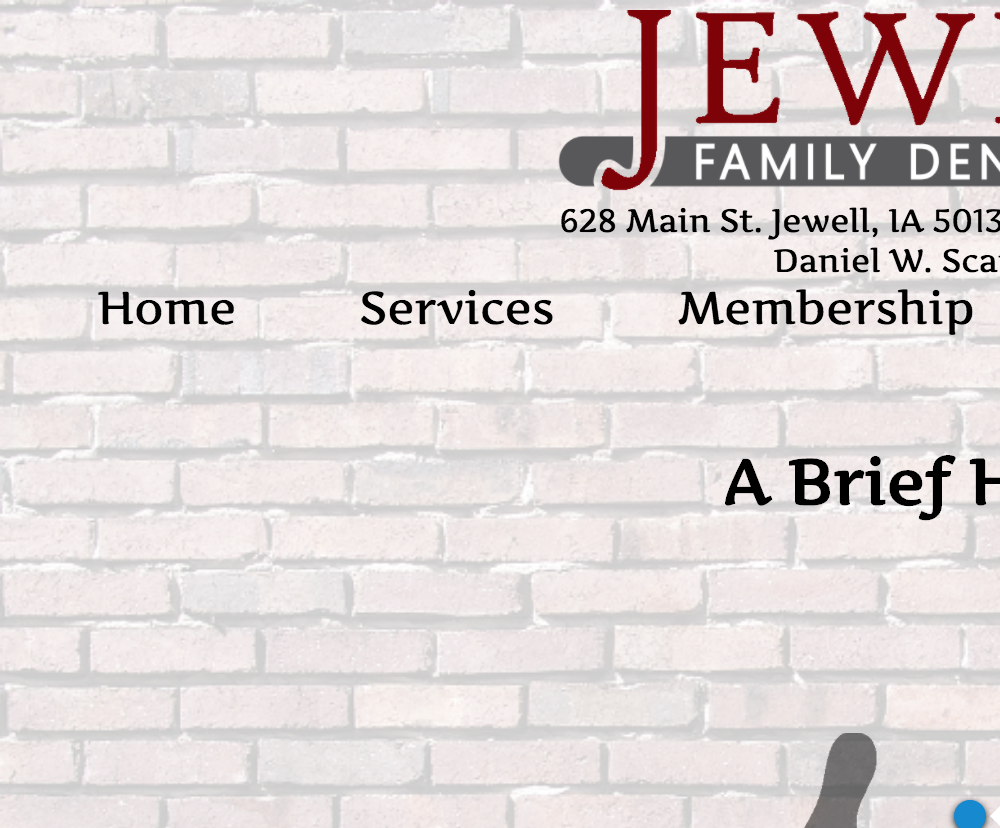 JEW
FAMILY DEN
628 Main St. Jewell, IA 5013
Daniel W. Sca
Home Services Membership
A Brief H